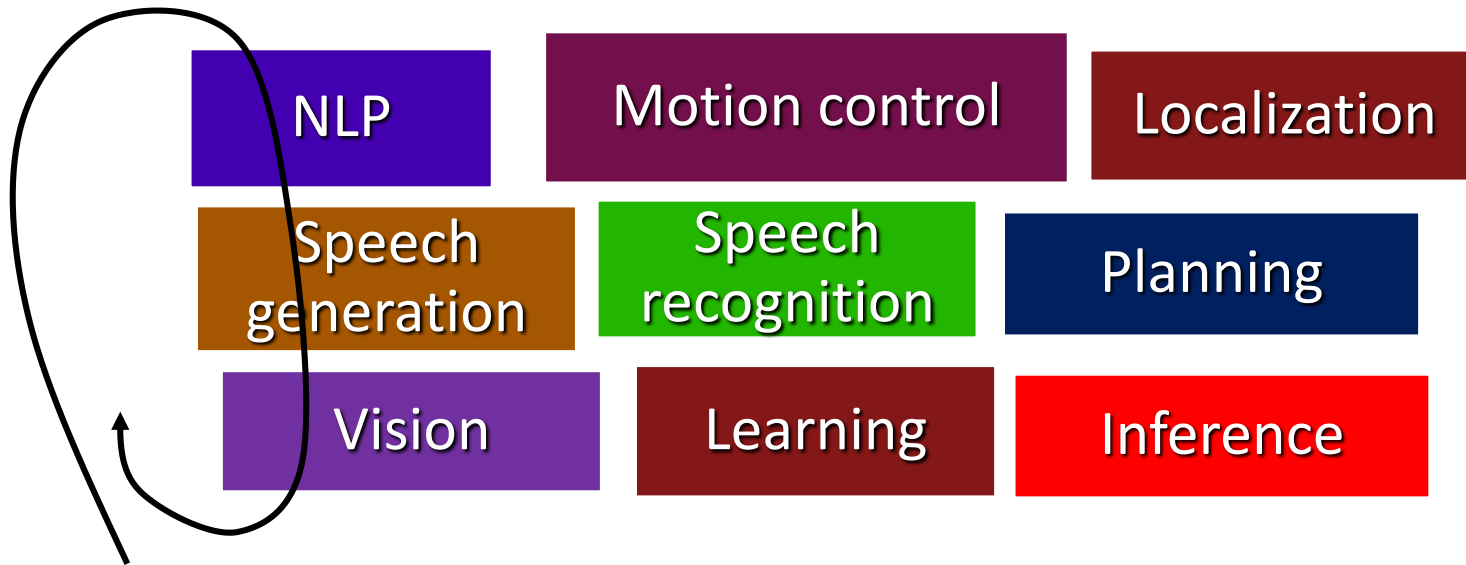 NLP
Motion control
Localization
Speech
generation
Speech
recognition
Planning
Vision
Learning
Inference